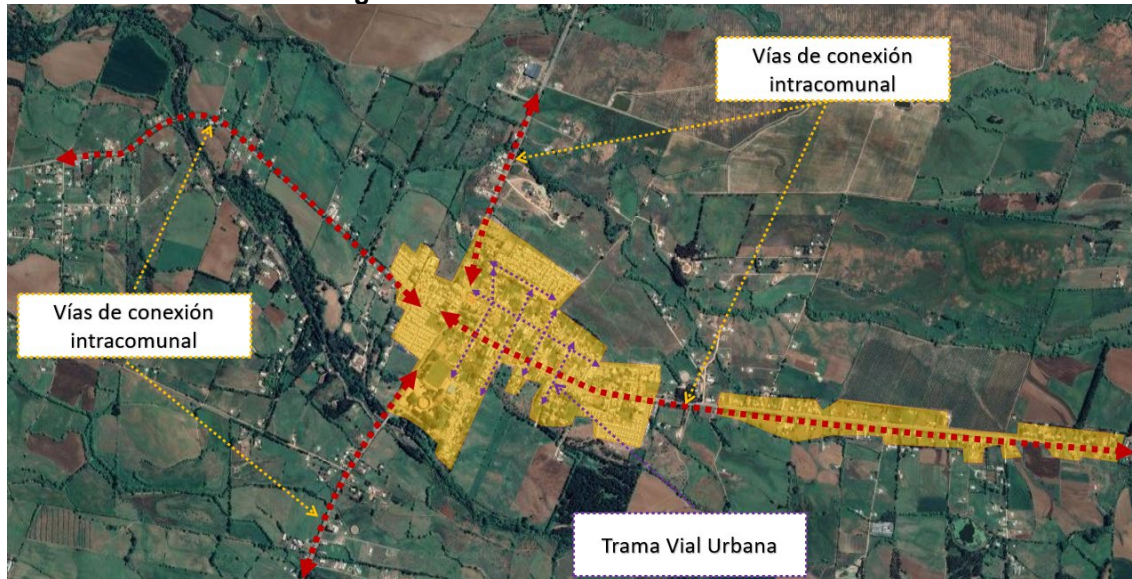 Vías de conexión
intracomunal
Vías de conexión
intracomunal
Trama Vial Urbana